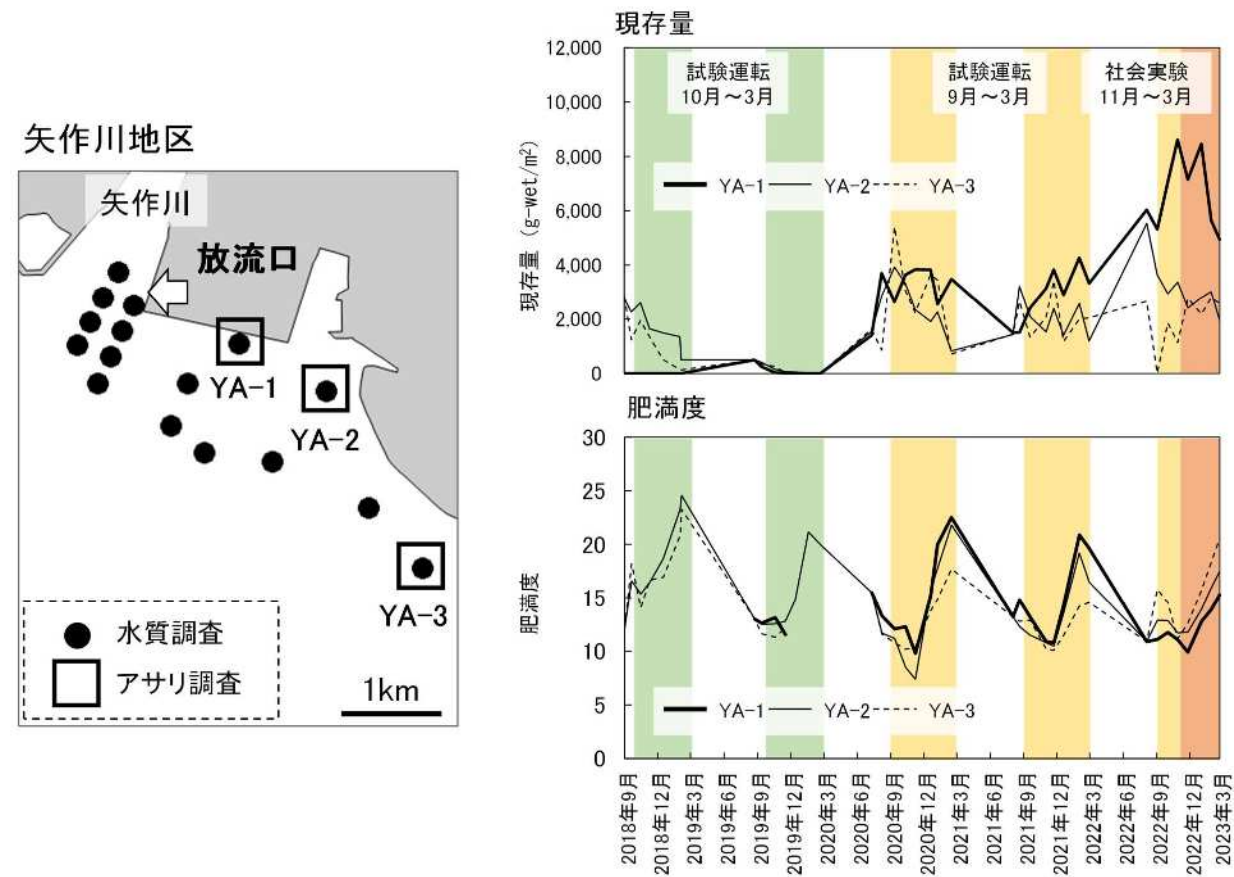 矢作川地区
矢作川
放流口
YA-1
YA-2
YA-3
水質調査
アサリ調査
1km
現存量
現存量 (g-wet/m²)
12,000
10,000
8,000
6,000
4,000
2,000
0
試験運転
10月~3月
試験運転
9月~3月
社会実験
11月~3月
YA-1 YA-2 YA-3
肥満度
肥満度
30
25
20
15
10
5
0
YA-1 YA-2 YA-3
2018年9月
2018年12月
2019年3月
2019年6月
2019年9月
2019年12月
2020年3月
2020年6月
2020年9月
2020年12月
2021年3月
2021年6月
2021年9月
2021年12月
2022年3月
2022年6月
2022年9月
2022年12月
2023年3月